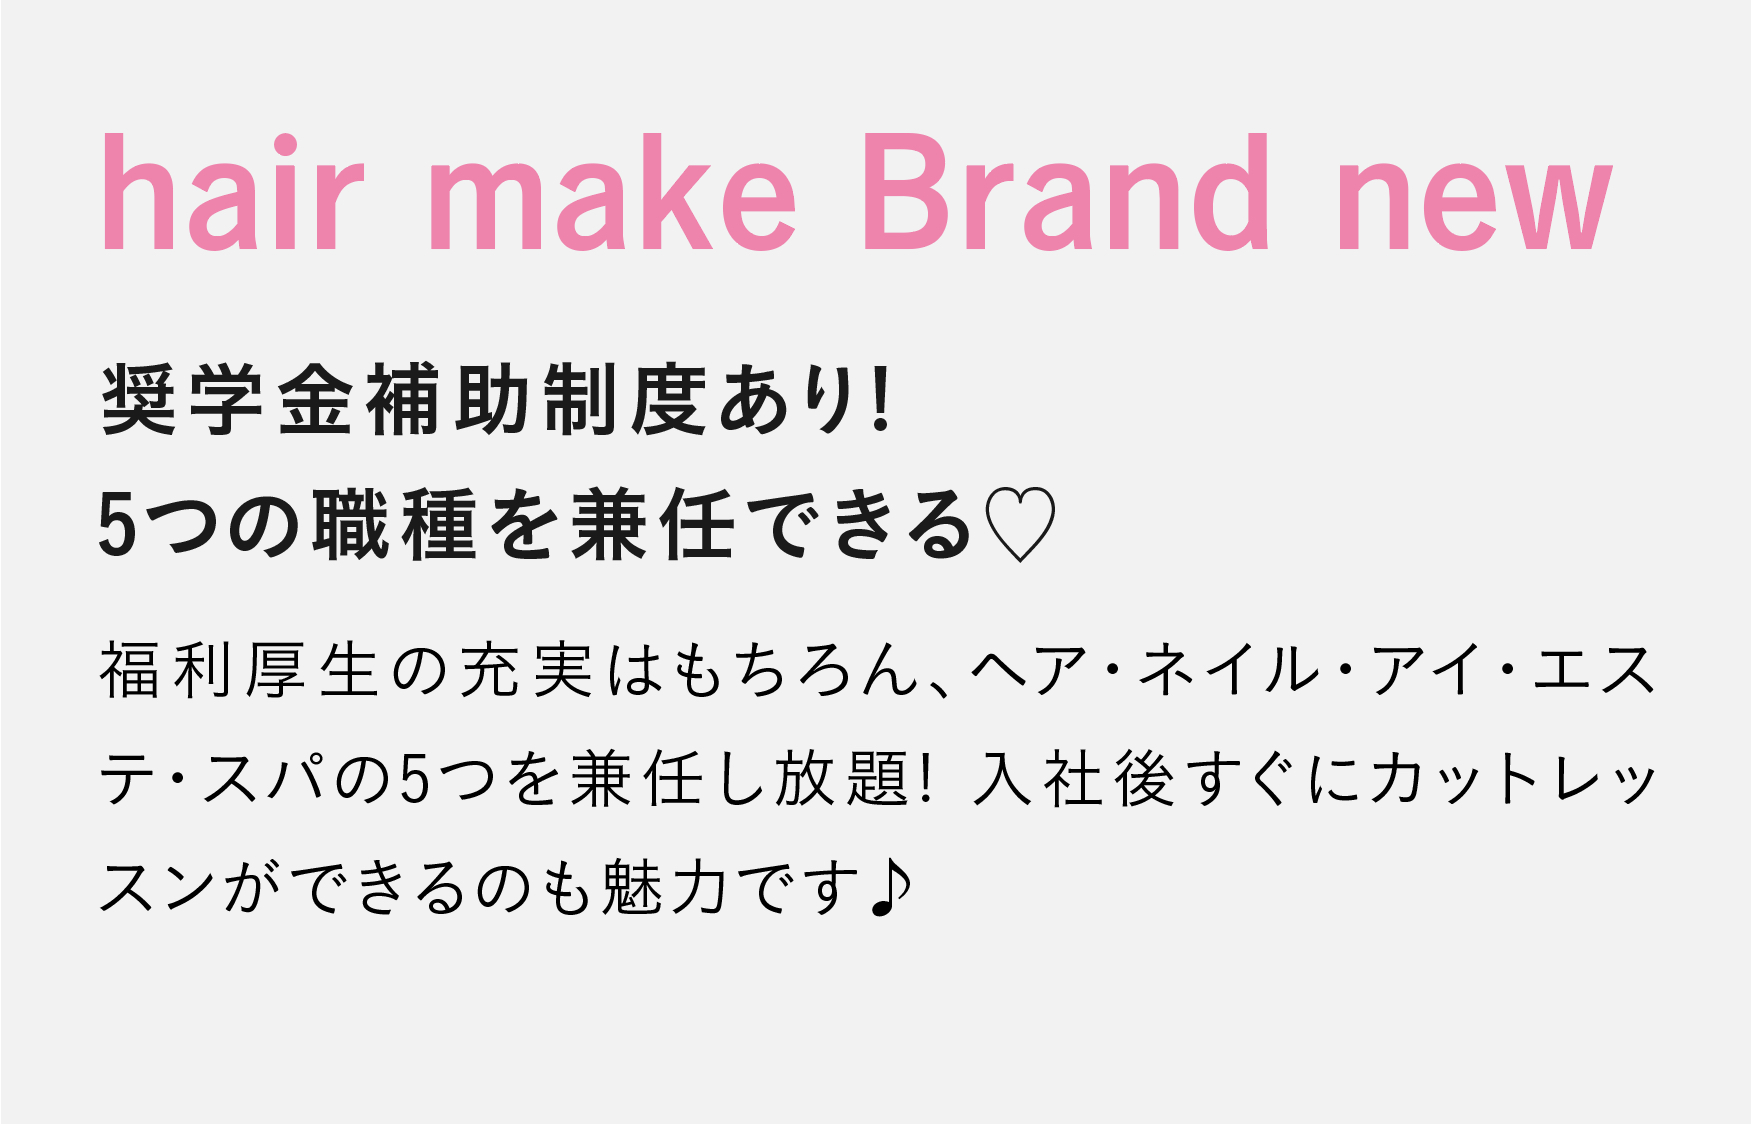 hair make Brand new
奨学金補助制度あり!
5つの職種を兼任できる♡
福利厚生の充実はもちろん、ヘア・ネイル・アイ・エス
テ・スパの5つを兼任し放題! 入社後すぐにカットレッ
スンができるのも魅力です♪